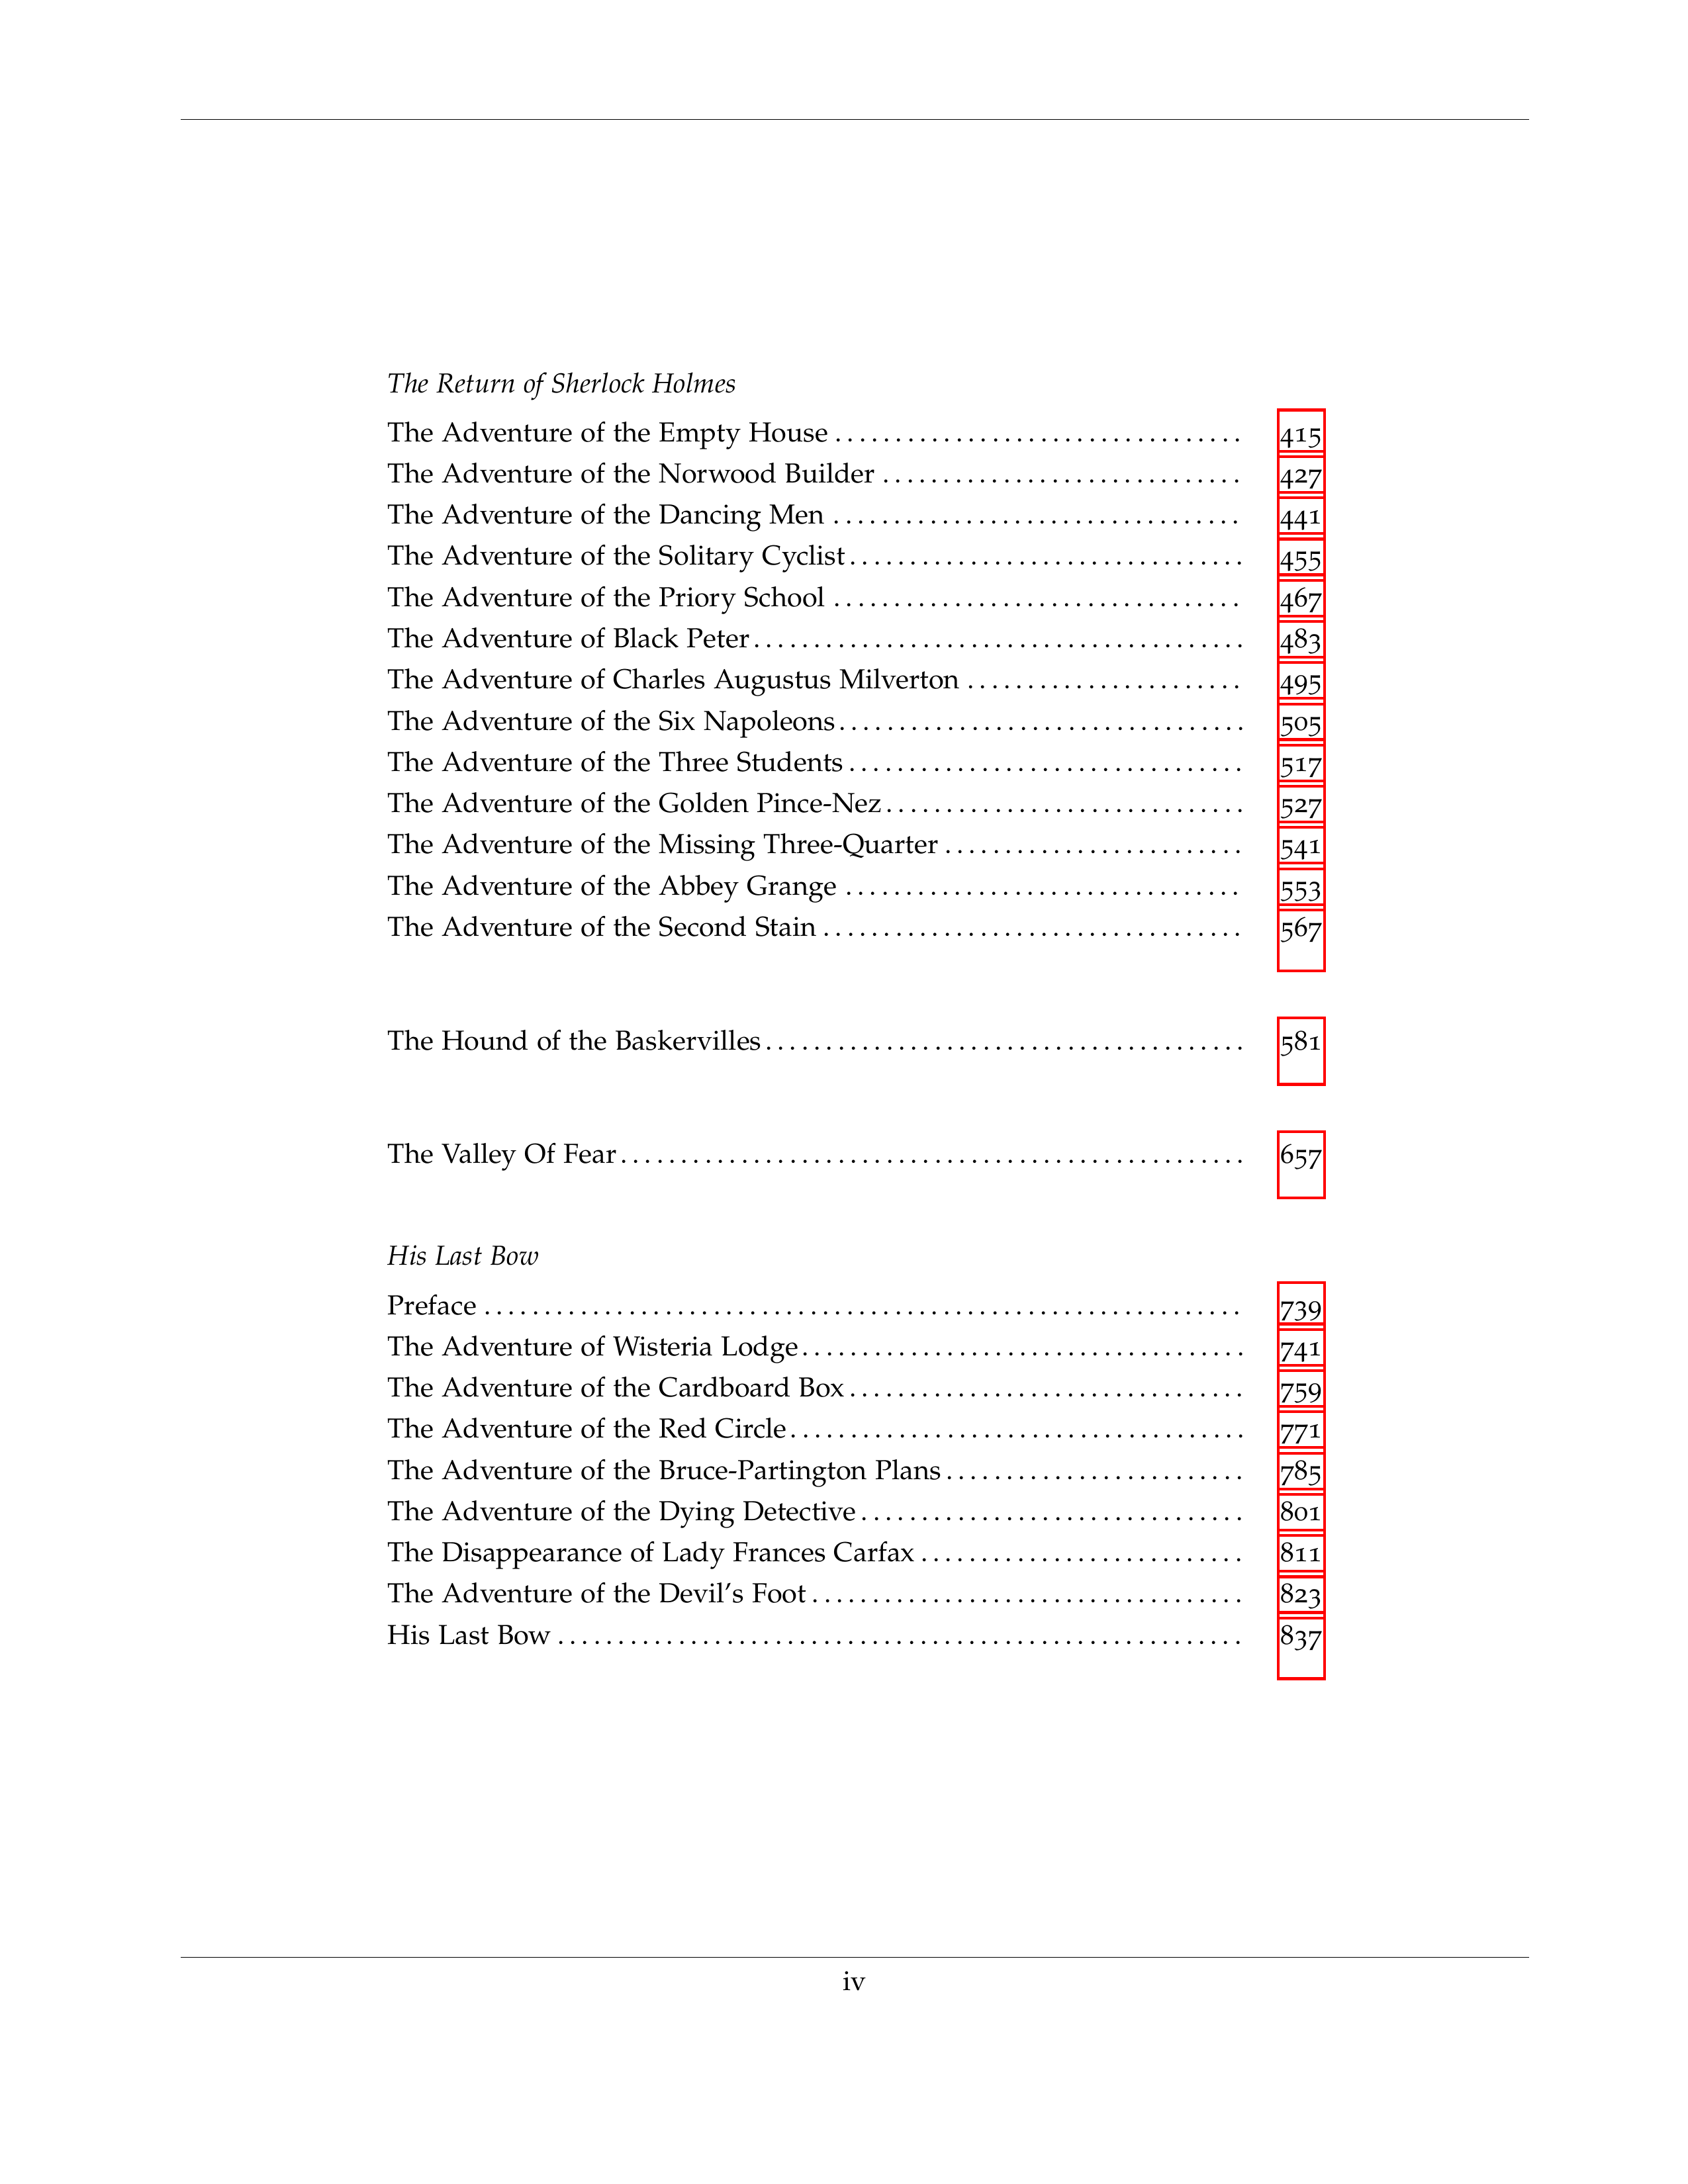 The Return of Sherlock Holmes
The Adventure of the Empty House . . . . . . . . . . . . . . . . . . . . . . . . . . . . . . . . . . 415
The Adventure of the Norwood Builder . . . . . . . . . . . . . . . . . . . . . . . . . . . . . . 427
The Adventure of the Dancing Men . . . . . . . . . . . . . . . . . . . . . . . . . . . . . . . . . . 441
The Adventure of the Solitary Cyclist . . . . . . . . . . . . . . . . . . . . . . . . . . . . . . . . . 455
The Adventure of the Priory School . . . . . . . . . . . . . . . . . . . . . . . . . . . . . . . . . . 467
The Adventure of Black Peter . . . . . . . . . . . . . . . . . . . . . . . . . . . . . . . . . . . . . . . . . 483
The Adventure of Charles Augustus Milverton . . . . . . . . . . . . . . . . . . . . . . . 495
The Adventure of the Six Napoleons . . . . . . . . . . . . . . . . . . . . . . . . . . . . . . . . . . 505
The Adventure of the Three Students . . . . . . . . . . . . . . . . . . . . . . . . . . . . . . . . . 517
The Adventure of the Golden Pince-Nez . . . . . . . . . . . . . . . . . . . . . . . . . . . . . . 527
The Adventure of the Missing Three-Quarter . . . . . . . . . . . . . . . . . . . . . . . . . 541
The Adventure of the Abbey Grange . . . . . . . . . . . . . . . . . . . . . . . . . . . . . . . . . 553
The Adventure of the Second Stain . . . . . . . . . . . . . . . . . . . . . . . . . . . . . . . . . . . 567
The Hound of the Baskervilles . . . . . . . . . . . . . . . . . . . . . . . . . . . . . . . . . . . . . . . . 581
The Valley Of Fear . . . . . . . . . . . . . . . . . . . . . . . . . . . . . . . . . . . . . . . . . . . . . . . . . . . . 657
His Last Bow
Preface . . . . . . . . . . . . . . . . . . . . . . . . . . . . . . . . . . . . . . . . . . . . . . . . . . . . . . . . . . . . . . . 739
The Adventure of Wisteria Lodge . . . . . . . . . . . . . . . . . . . . . . . . . . . . . . . . . . . . . 741
The Adventure of the Cardboard Box . . . . . . . . . . . . . . . . . . . . . . . . . . . . . . . . . 759
The Adventure of the Red Circle . . . . . . . . . . . . . . . . . . . . . . . . . . . . . . . . . . . . . . 771
The Adventure of the Bruce-Partington Plans . . . . . . . . . . . . . . . . . . . . . . . . . 785
The Adventure of the Dying Detective . . . . . . . . . . . . . . . . . . . . . . . . . . . . . . . . 801
The Disappearance of Lady Frances Carfax . . . . . . . . . . . . . . . . . . . . . . . . . . . 811
The Adventure of the Devil’s Foot . . . . . . . . . . . . . . . . . . . . . . . . . . . . . . . . . . . . 823
His Last Bow . . . . . . . . . . . . . . . . . . . . . . . . . . . . . . . . . . . . . . . . . . . . . . . . . . . . . . . . . 837
iv